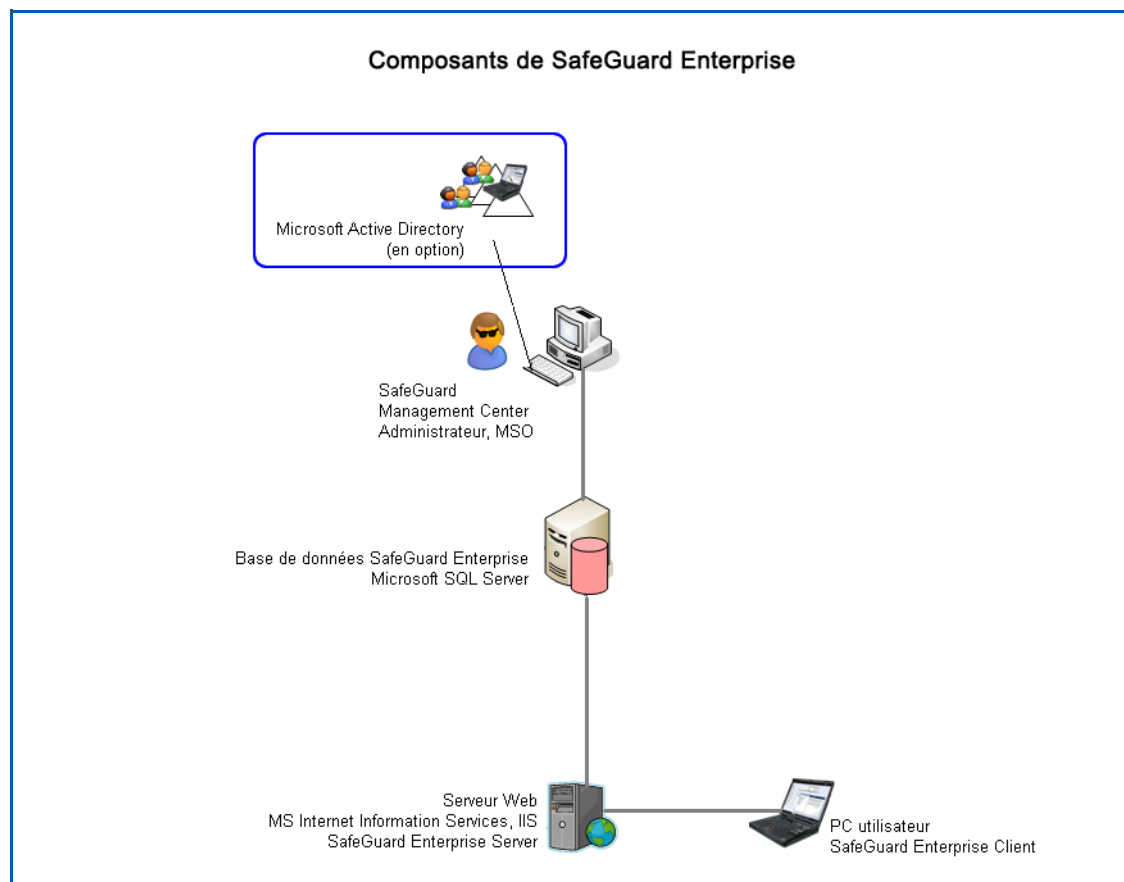 Composants de SafeGuard Enterprise
Microsoft Active Directory
(en option)
SafeGuard
Management Center
Administrateur, MSO
Base de données SafeGuard Enterprise
Microsoft SQL Server
Serveur Web
MS Internet Information Services, IIS
SafeGuard Enterprise Server
PC utilisateur
SafeGuard Enterprise Client